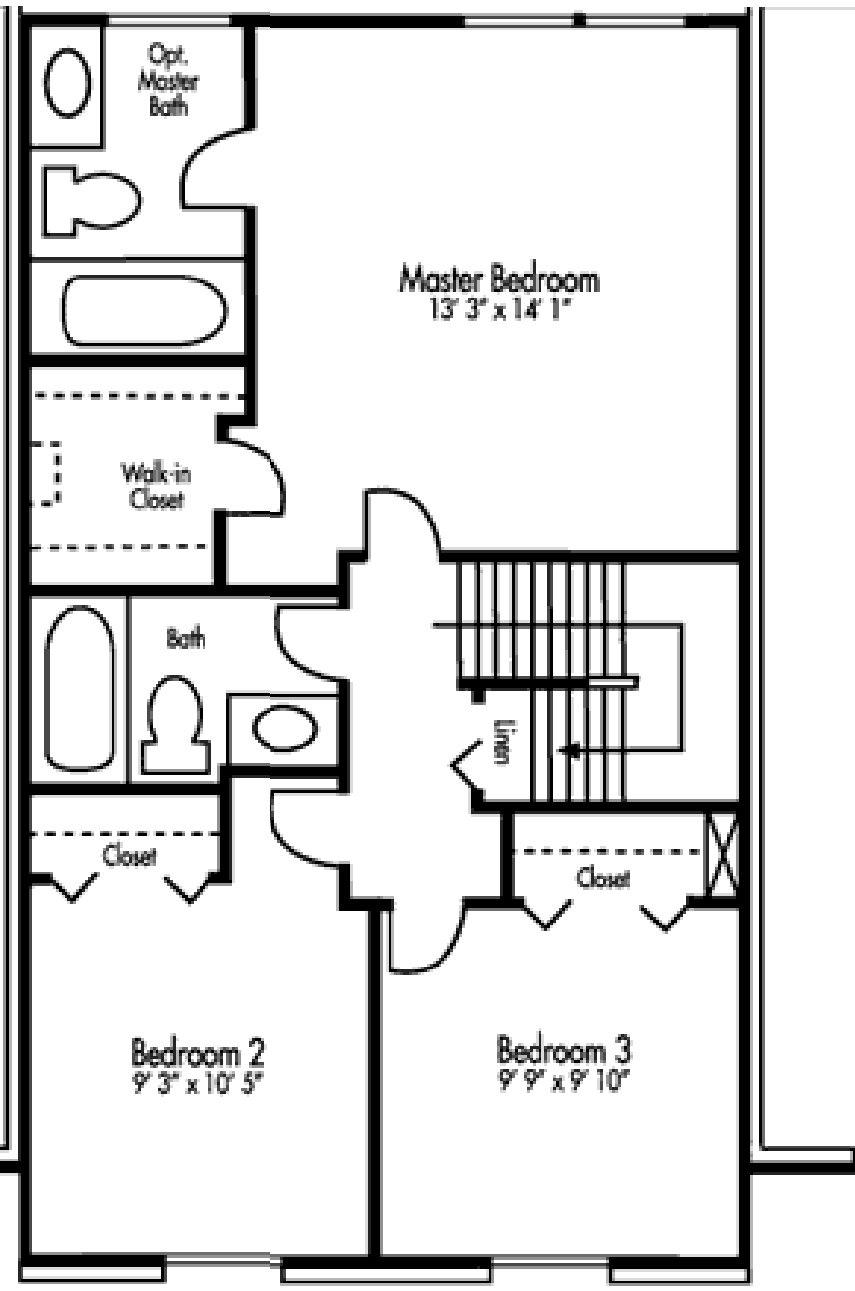 Opt.
Master
Bath
Master Bedroom
13' 3" x 14' 1"
Walk-in
Closet
Bath
Linen
Closet
Closet
Bedroom 2
9' 3" x 10' 5"
Bedroom 3
9' 9" x 9' 10"